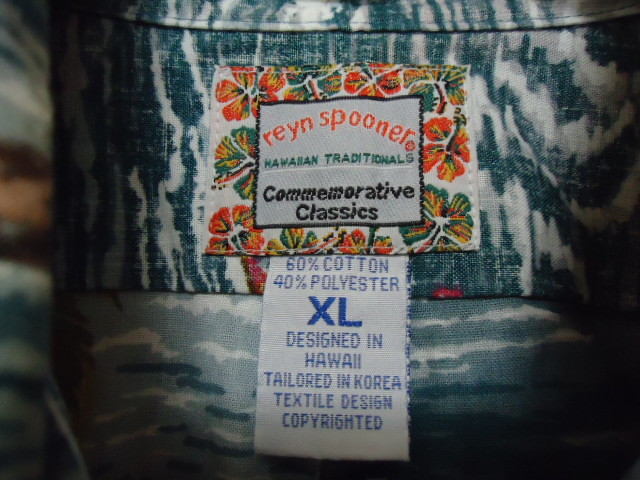 reyn spooner®
HAWAIIAN TRADITIONALS
Commemorative
Classics
60% COTTON
40% POLYESTER
XL
DESIGNED IN
HAWAII
TAILORED IN KOREA
TEXTILE DESIGN
COPYRIGHTED